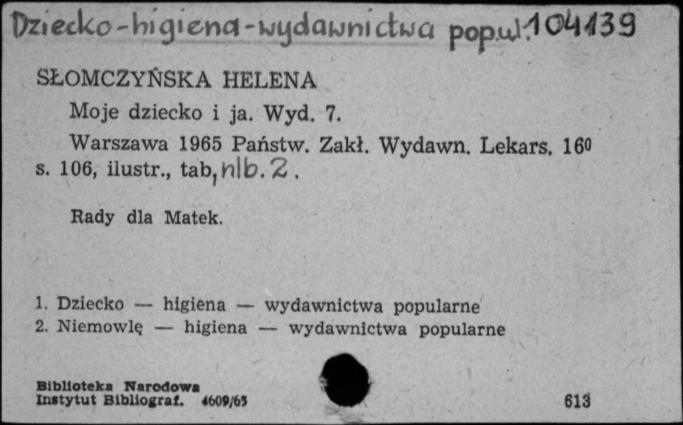 Dziecko-higiena-wydawnictwa popul. 104139
SŁOMCZYŃSKA HELENA
Moje dziecko i ja. Wyd. 7.
Warszawa 1965 Państw. Zakł. Wydawn. Lekars. 16⁰
s. 106, ilustr., tab, nlb. 2.
Rady dla Matek.
1. Dziecko — higiena — wydawnictwa popularne
2. Niemowlę — higiena — wydawnictwa popularne
Biblioteka Narodowa
Instytut Bibliograf. 4609/65
613